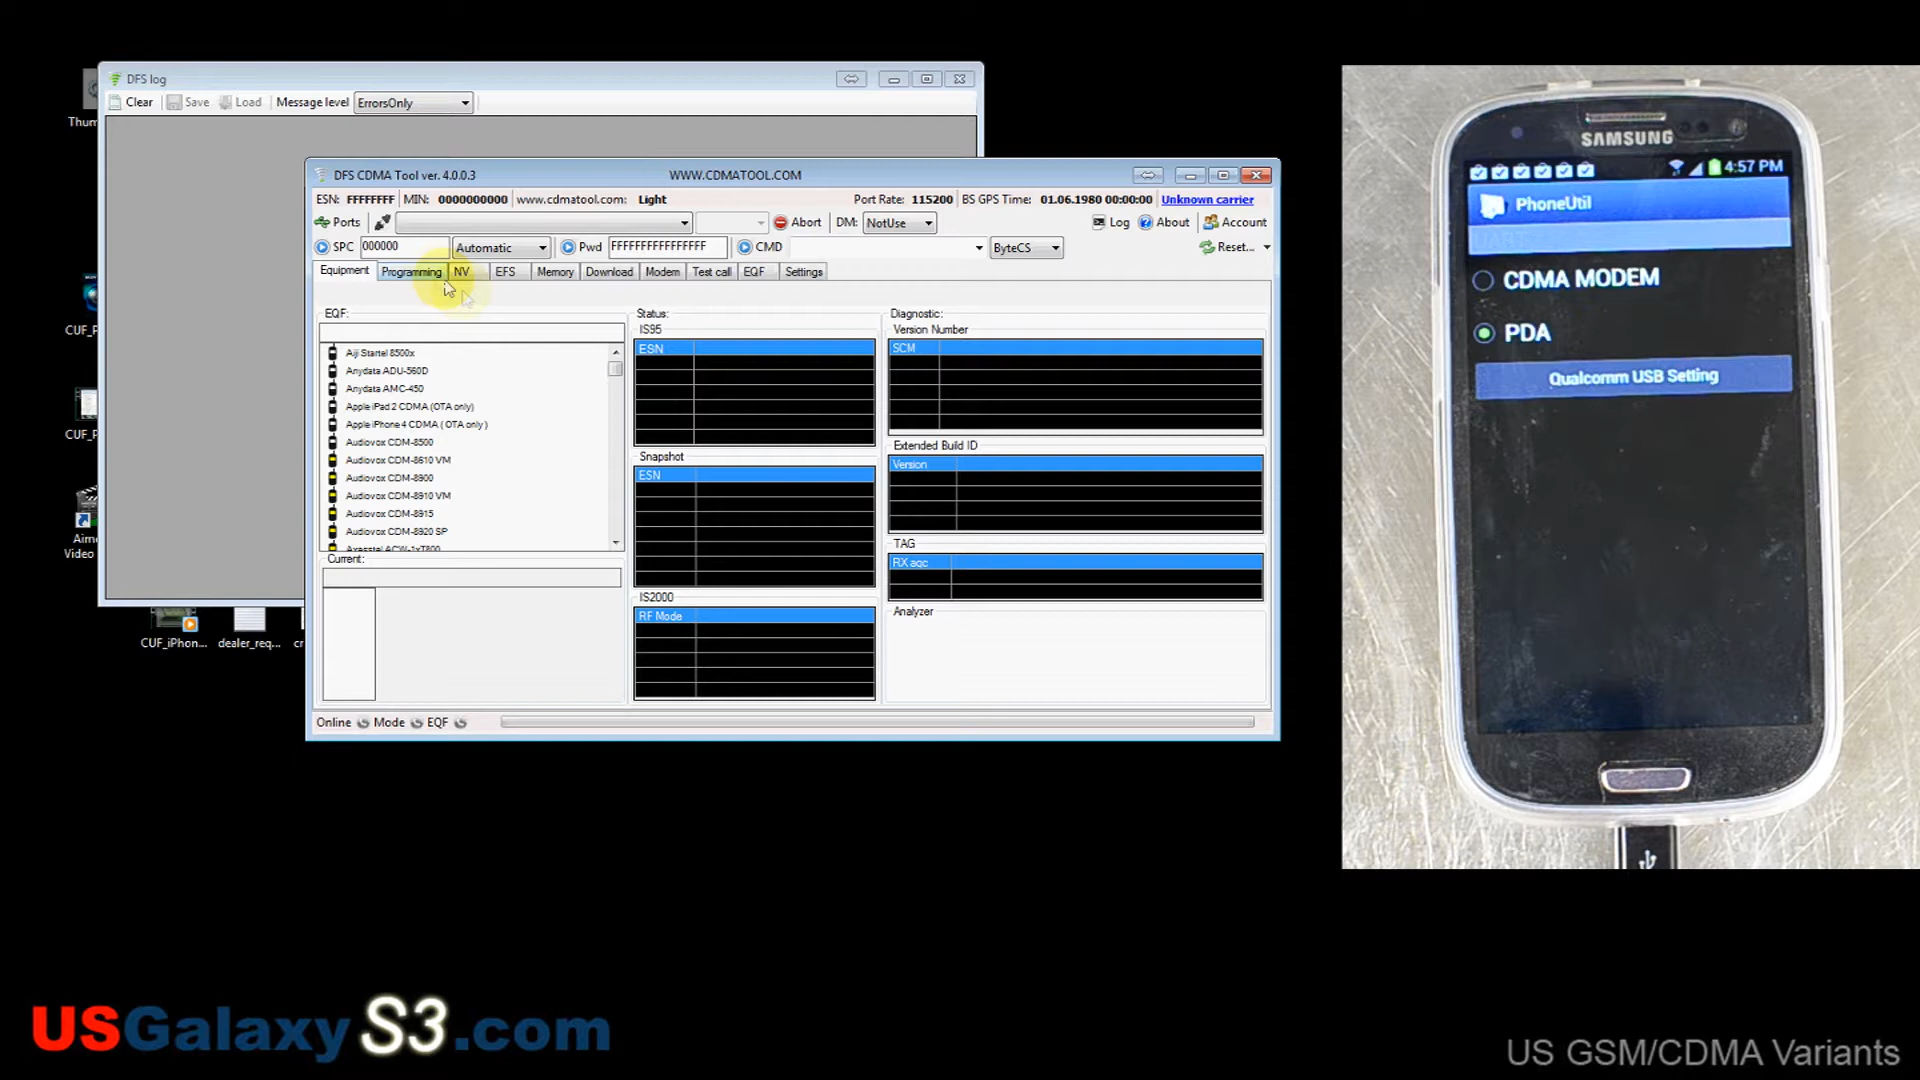 DFS log
Clear Save Load Message level ErrorsOnly
Thum
CUF_P
CUF_P
Video
CUF_iPhon...
dealer_req...
DFS CDMA Tool ver. 4.0.0.3 WWW.CDMATOOL.COM
ESN: FFFFFFFF MIN: 0000000000 www.cdmatool.com: Light Port Rate: 115200 BS GPS Time: 01.06.1980 00:00:00 Unknown carrier
Ports Abort DM: NotUse Log About Account
SPC 000000 Automatic Pwd FFFFFFFFFFFFFFFF CMD ByteCS Reset...
Equipment Programming NV EFS Memory Download Modem Test call EQF Settings
EQF:
Aiji Startel 8500x
Anydata ADU-560D
Anydata AMC-450
Apple iPad 2 CDMA (OTA only)
Apple iPhone 4 CDMA ( OTA only )
Audiovox CDM-8500
Audiovox CDM-8610 VM
Audiovox CDM-8900
Audiovox CDM-8910 VM
Audiovox CDM-8915
Audiovox CDM-8920 SP
Axesstel ACW-1xT800
Current:
Status:
IS95
ESN
Snapshot
ESN
IS2000
RF Mode
Diagnostic:
Version Number
SCM
Extended Build ID
Version
TAG
RX agc
Analyzer
Online Mode EQF
SAMSUNG
4:57 PM
PhoneUtil
CDMA MODEM
PDA
Qualcomm USB Setting
USGalaxyS3.com
US GSM/CDMA Variants